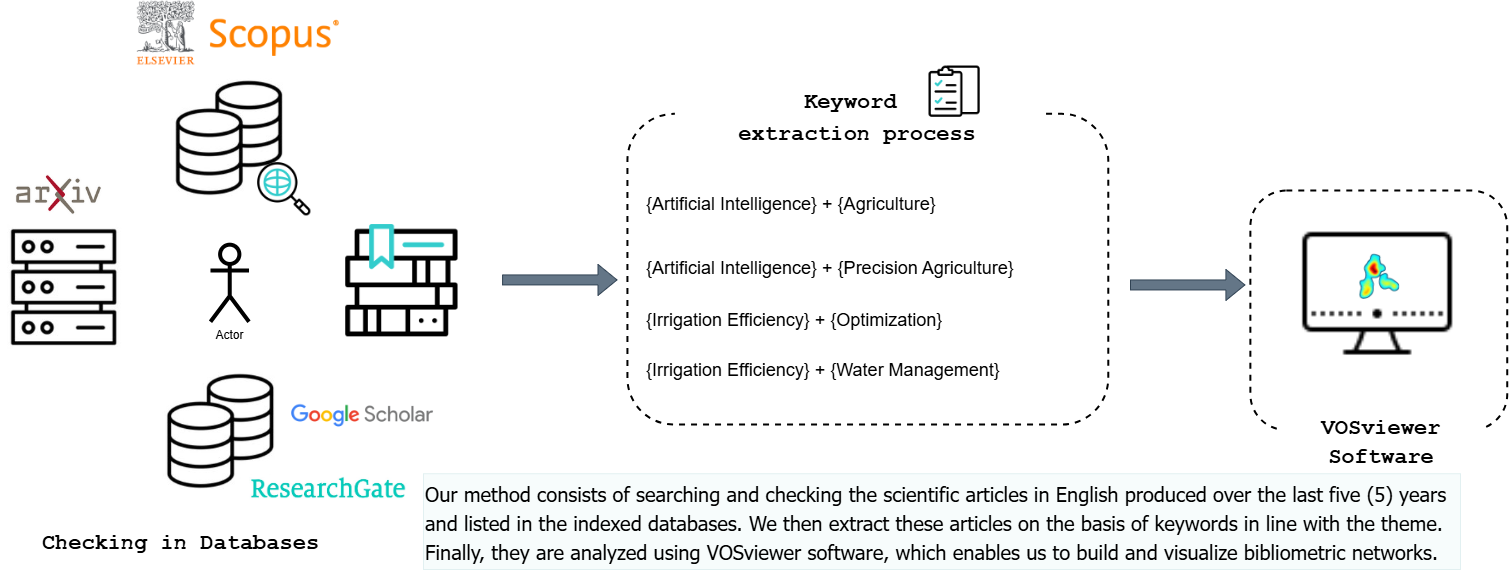 ELSEVIER
Scopus®
arXiv
Actor
Google Scholar
ResearchGate
Checking in Databases
Keyword
extraction process
{Artificial Intelligence} + {Agriculture}
{Artificial Intelligence} + {Precision Agriculture}
{Irrigation Efficiency} + {Optimization}
{Irrigation Efficiency} + {Water Management}
VOSviewer
Software
Our method consists of searching and checking the scientific articles in English produced over the last five (5) years
and listed in the indexed databases. We then extract these articles on the basis of keywords in line with the theme.
Finally, they are analyzed using VOSviewer software, which enables us to build and visualize bibliometric networks.